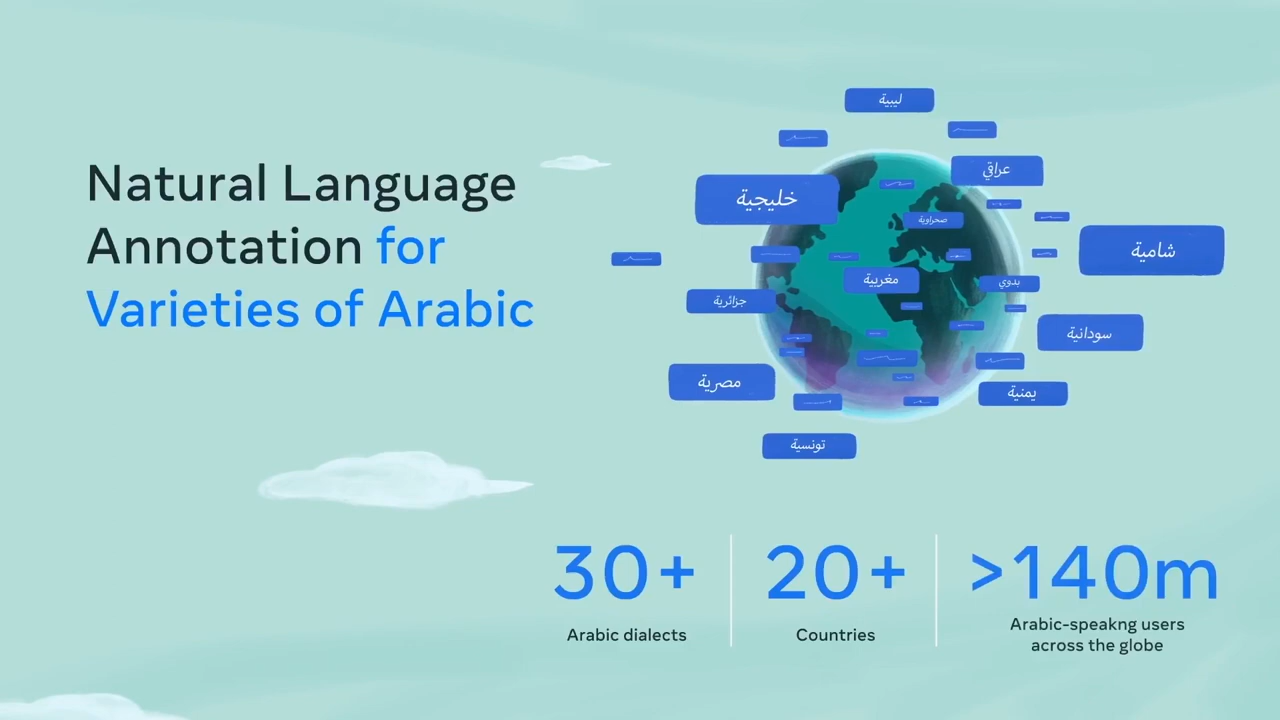 Natural Language
Annotation for
Varieties of Arabic
ليبية
عراقي
خليجية
صحراوية
شامية
مغربية
بدوي
جزائرية
سودانية
مصرية
يمنية
تونسية
30+
Arabic dialects
20+
Countries
>140m
Arabic-speakng users
across the globe